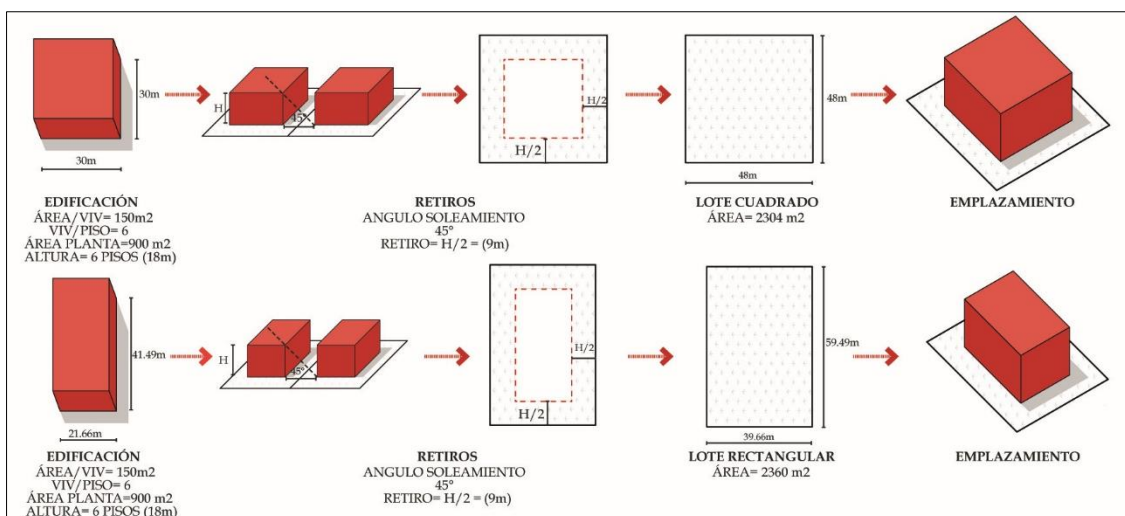 30m
30m
EDIFICACIÓN
ÁREA/VIV= 150m2
VIV/PISO= 6
ÁREA PLANTA=900 m2
ALTURA= 6 PISOS (18m)
H
45°
H/2
H/2
RETIROS
ANGULO SOLEAMIENTO
45°
RETIRO= H/2 = (9m)
48m
48m
LOTE CUADRADO
ÁREA= 2304 m2
EMPLAZAMIENTO
41.49m
21.66m
EDIFICACIÓN
ÁREA/VIV= 150m2
VIV/PISO= 6
ÁREA PLANTA=900 m2
ALTURA= 6 PISOS (18m)
H
45°
H/2
H/2
RETIROS
ANGULO SOLEAMIENTO
45°
RETIRO= H/2 = (9m)
59.49m
39.66m
LOTE RECTANGULAR
ÁREA= 2360 m2
EMPLAZAMIENTO